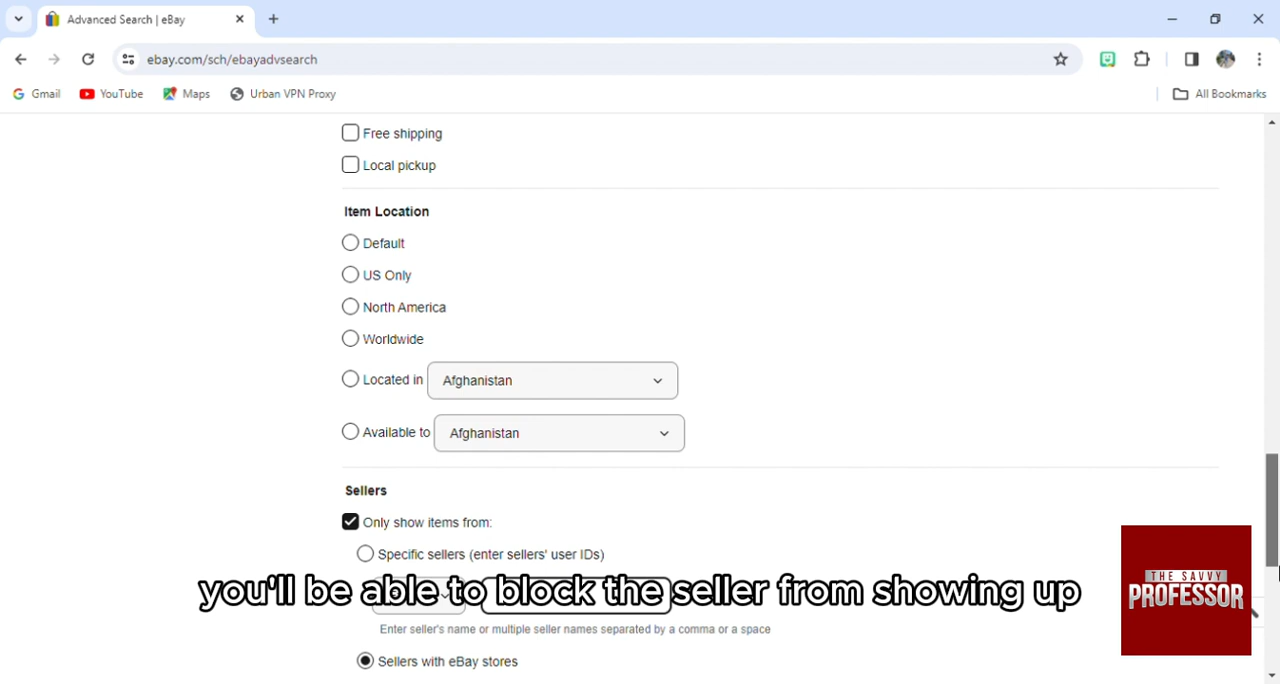 Advanced Search | eBay
ebay.com/sch/ebayadvsearch
Gmail
YouTube
Maps
Urban VPN Proxy
All Bookmarks
Free shipping
Local pickup
Item Location
Default
US Only
North America
Worldwide
Located in Afghanistan
Available to Afghanistan
Sellers
Only show items from:
Specific sellers (enter sellers' user IDs)
you'll be able to block the seller from showing up
Enter seller's name or multiple seller names separated by a comma or a space
Sellers with eBay stores
THE SAVVY
PROFESSOR